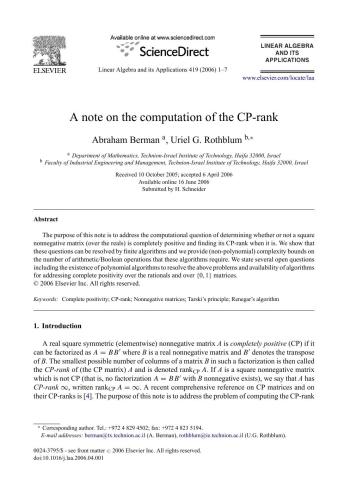 Available online at www.sciencedirect.com
ScienceDirect
ELSEVIER
Linear Algebra and its Applications 419 (2006) 1–7
LINEAR ALGEBRA
AND ITS
APPLICATIONS
www.elsevier.com/locate/laa
A note on the computation of the CP-rank
Abraham Berman a, Uriel G. Rothblum b,*
a Department of Mathematics, Technion-Israel Institute of Technology, Haifa 32000, Israel
b Faculty of Industrial Engineering and Management, Technion-Israel Institute of Technology, Haifa 32000, Israel
Received 10 October 2005; accepted 6 April 2006
Available online 16 June 2006
Submitted by H. Schneider
Abstract
The purpose of this note is to address the computational question of determining whether or not a square
nonnegative matrix (over the reals) is completely positive and finding its CP-rank when it is. We show that
these questions can be resolved by finite algorithms and we provide (non-polynomial) complexity bounds on
the number of arithmetic/Boolean operations that these algorithms require. We state several open questions
including the existence of polynomial algorithms to resolve the above problems and availability of algorithms
for addressing complete positivity over the rationals and over {0, 1} matrices.
© 2006 Elsevier Inc. All rights reserved.
Keywords: Complete positivity; CP-rank; Nonnegative matrices; Tarski's principle; Renegar's algorithm
1. Introduction
A real square symmetric (elementwise) nonnegative matrix A is completely positive (CP) if it
can be factorized as A = BB′ where B is a real nonnegative matrix and B′ denotes the transpose
of B. The smallest possible number of columns of a matrix B in such a factorization is then called
the CP-rank of (the CP matrix) A and is denoted rankCP A. If A is a square nonnegative matrix
which is not CP (that is, no factorization A = BB′ with B nonnegative exists), we say that A has
CP-rank ∞, written rankCP A = ∞. A recent comprehensive reference on CP matrices and on
their CP-ranks is [4]. The purpose of this note is to address the problem of computing the CP-rank
* Corresponding author. Tel.: +972 4 829 4502; fax: +972 4 823 5194.
E-mail addresses: berman@tx.technion.ac.il (A. Berman), rothblum@ie.technion.ac.il (U.G. Rothblum).
0024-3795/$ - see front matter © 2006 Elsevier Inc. All rights reserved.
doi:10.1016/j.laa.2006.04.001